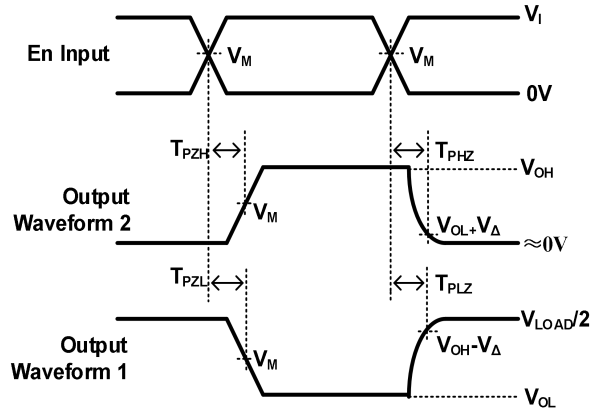 V_I
En Input
V_M
V_M
0V
T_PZH
T_PHZ
V_OH
Output
Waveform 2
V_M
V_OL+V_Δ
≈0V
T_PZL
T_PLZ
V_LOAD/2
Output
Waveform 1
V_M
V_OH-V_Δ
V_OL